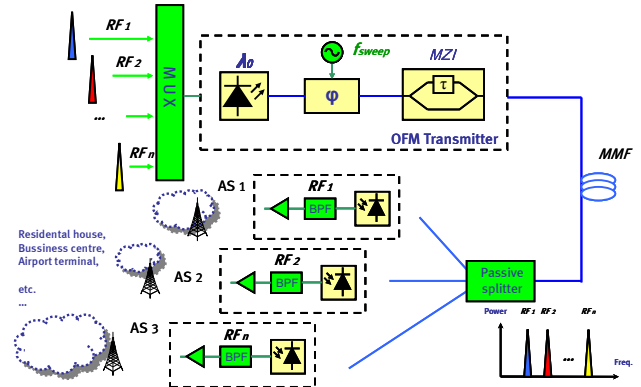 RF1
RF2
...
RFn
MUX
λ0
fsweep
φ
MZI
τ
OFM Transmitter
MMF
AS 1
RF1
BPF
Residental house,
Bussiness centre,
Airport terminal,
etc.
...
AS 2
RF2
BPF
AS 3
RFn
BPF
Passive
splitter
Power
RF1 RF2 RFn
...
Freq.